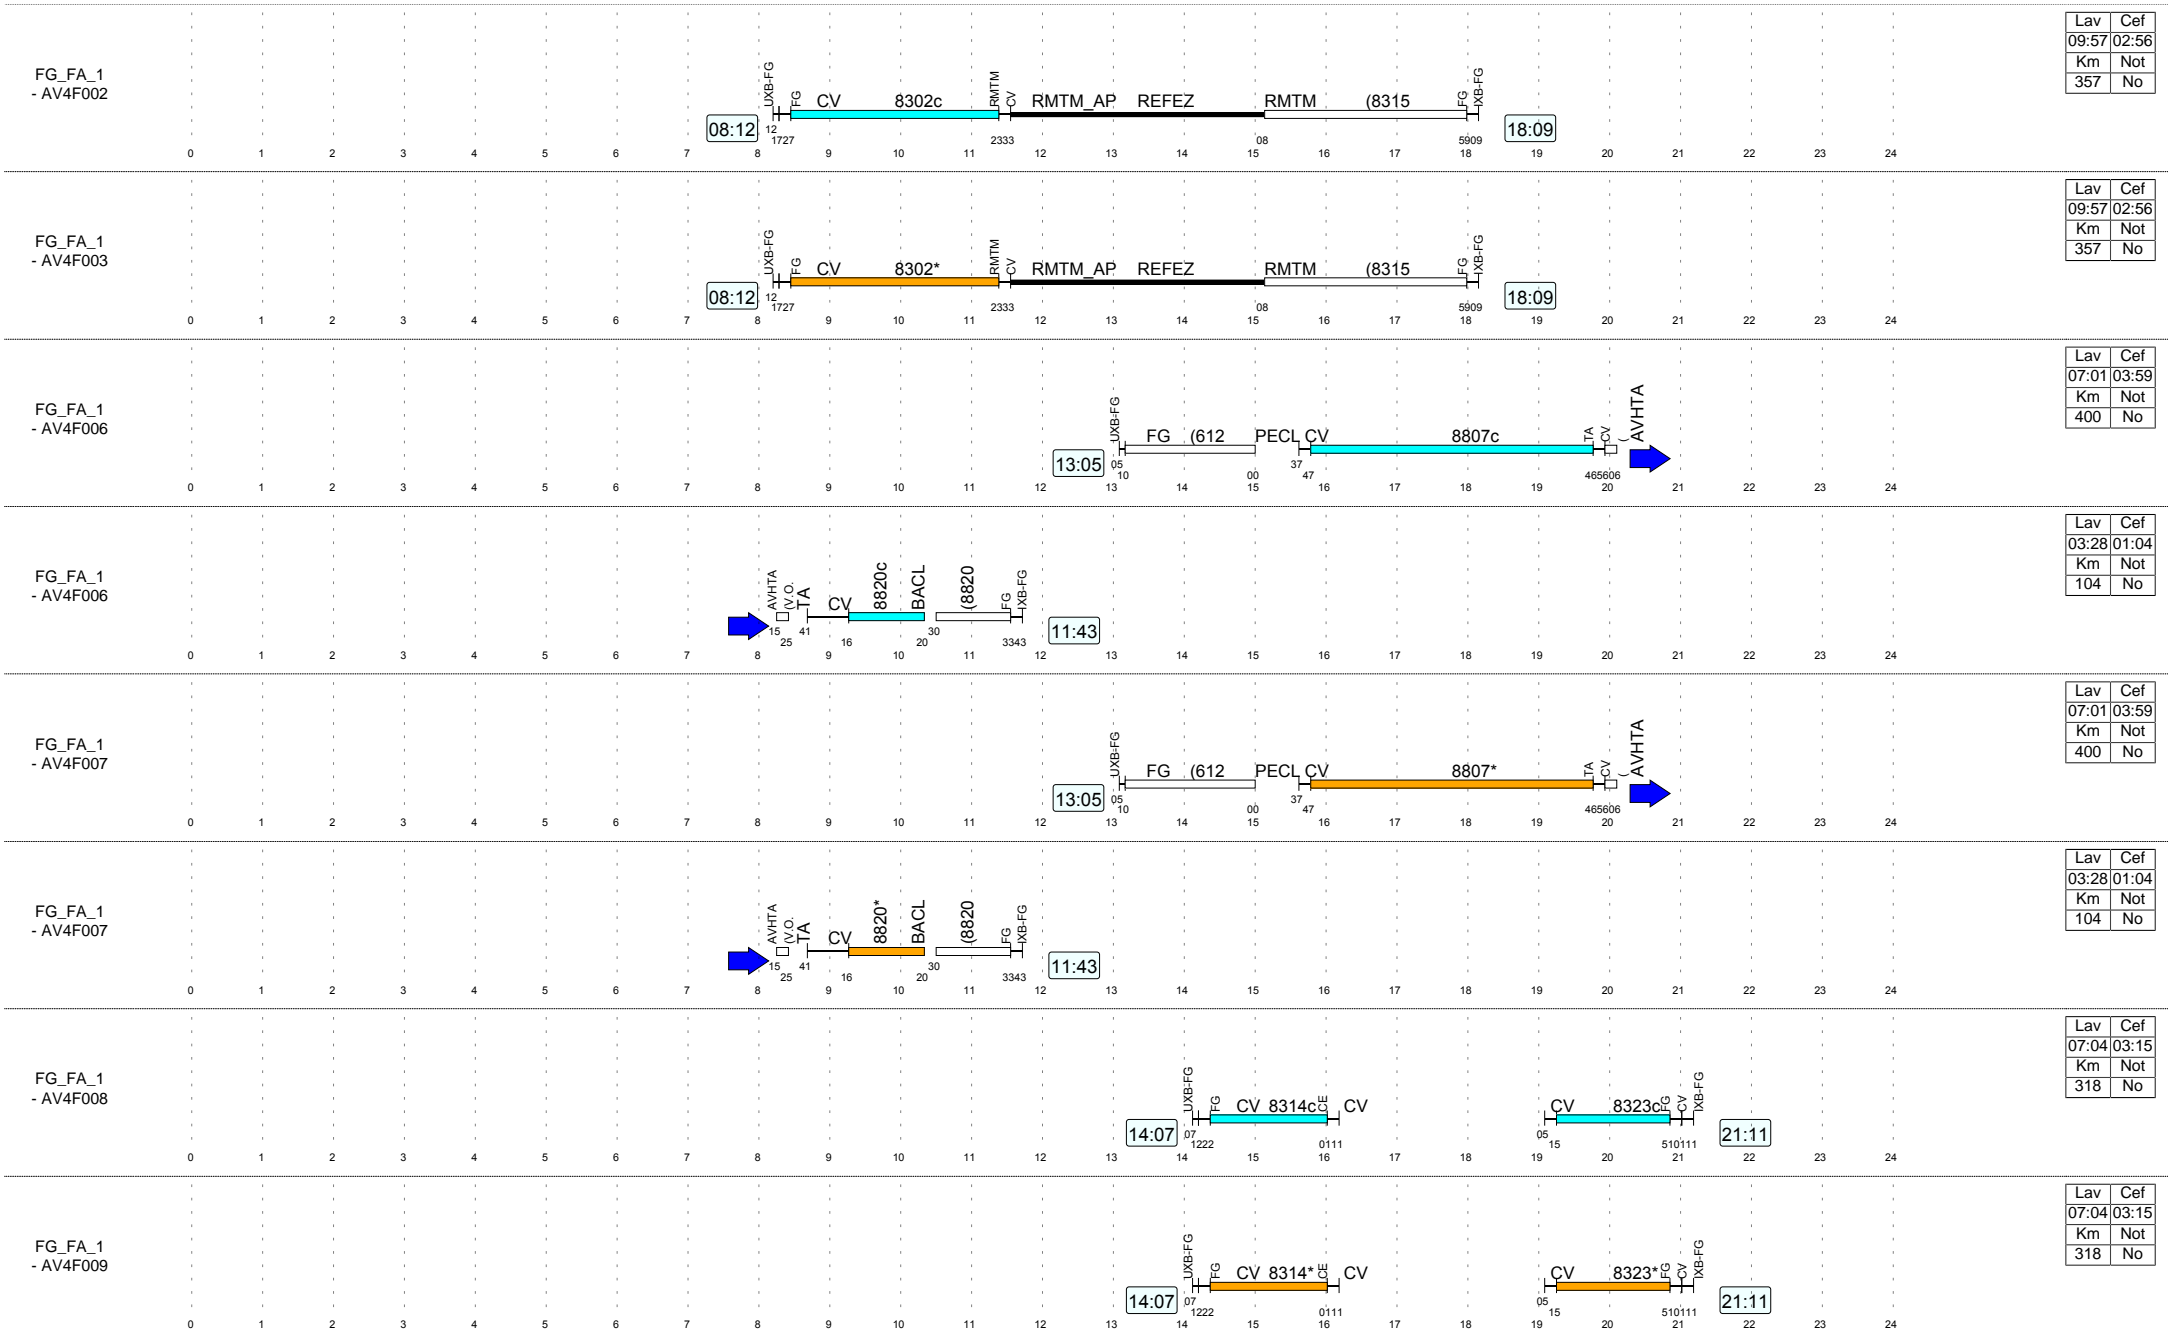 FG_FA_1
- AV4F002
UXB-FG FG CV 8302c RMTM CV RMTM_AP REFEZ RMTM (8315 FG IXB-FG
08:12 12 1727 2333 08 5909 18:09
0 1 2 3 4 5 6 7 8 9 10 11 12 13 14 15 16 17 18 19 20 21 22 23 24
Lav Cef
09:57 02:56
Km Not
357 No
FG_FA_1
- AV4F003
UXB-FG FG CV 8302* RMTM CV RMTM_AP REFEZ RMTM (8315 FG IXB-FG
08:12 12 1727 2333 08 5909 18:09
0 1 2 3 4 5 6 7 8 9 10 11 12 13 14 15 16 17 18 19 20 21 22 23 24
Lav Cef
09:57 02:56
Km Not
357 No
FG_FA_1
- AV4F006
UXB-FG FG (612 PECL CV 8807c TA CV ( AVHTA
13:05 05 10 00 37 47 465606
0 1 2 3 4 5 6 7 8 9 10 11 12 13 14 15 16 17 18 19 20 21 22 23 24
Lav Cef
07:01 03:59
Km Not
400 No
FG_FA_1
- AV4F006
AVHTA (V.O. TA CV 8820c BACL (8820 FG IXB-FG
15 25 41 16 20 30 3343 11:43
0 1 2 3 4 5 6 7 8 9 10 11 12 13 14 15 16 17 18 19 20 21 22 23 24
Lav Cef
03:28 01:04
Km Not
104 No
FG_FA_1
- AV4F007
UXB-FG FG (612 PECL CV 8807* TA CV ( AVHTA
13:05 05 10 00 37 47 465606
0 1 2 3 4 5 6 7 8 9 10 11 12 13 14 15 16 17 18 19 20 21 22 23 24
Lav Cef
07:01 03:59
Km Not
400 No
FG_FA_1
- AV4F007
AVHTA (V.O. TA CV 8820* BACL (8820 FG IXB-FG
15 25 41 16 20 30 3343 11:43
0 1 2 3 4 5 6 7 8 9 10 11 12 13 14 15 16 17 18 19 20 21 22 23 24
Lav Cef
03:28 01:04
Km Not
104 No
FG_FA_1
- AV4F008
UXB-FG FG CV 8314c CE CV CV 8323c FG CV IXB-FG
14:07 07 1222 0111 05 15 510111 21:11
0 1 2 3 4 5 6 7 8 9 10 11 12 13 14 15 16 17 18 19 20 21 22 23 24
Lav Cef
07:04 03:15
Km Not
318 No
FG_FA_1
- AV4F009
UXB-FG FG CV 8314* CE CV CV 8323* FG CV IXB-FG
14:07 07 1222 0111 05 15 510111 21:11
0 1 2 3 4 5 6 7 8 9 10 11 12 13 14 15 16 17 18 19 20 21 22 23 24
Lav Cef
07:04 03:15
Km Not
318 No